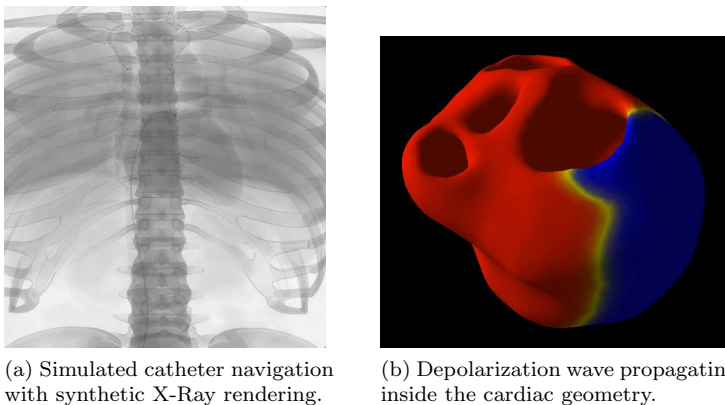 (a) Simulated catheter navigation
with synthetic X-Ray rendering.
(b) Depolarization wave propagatin
inside the cardiac geometry.